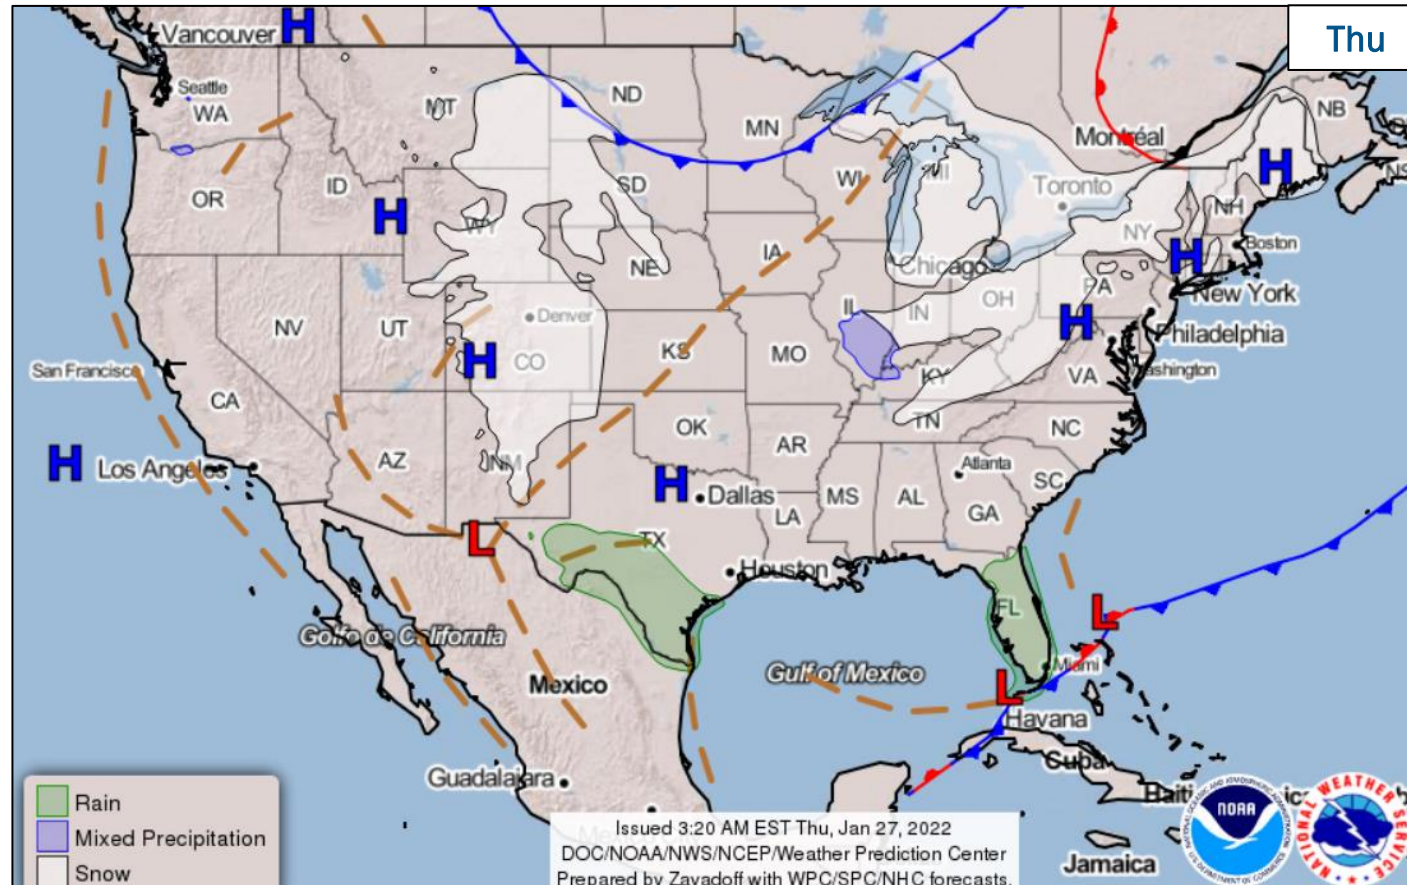 Thu
Vancouver
H
Seattle
WA
MT
ND
MN
Montréal
NB
OR
ID
H
WY
SD
WI
MI
Toronto
NY
NH
H
NS
Boston
H
New York
NE
IA
Chicago
NV
UT
Denver
IL
IN
OH
PA
H
Philadelphia
San Francisco
H
CO
KS
MO
KY
VA
Washington
CA
OK
AR
TN
NC
H
Los Angeles
AZ
NM
H
Dallas
LA
MS
AL
Atlanta
GA
SC
L
TX
Houston
FL
L
Golfo de California
Mexico
Gulf of Mexico
Miami
L
Havana
Cuba
Guadalajara
Jamaica
NOAA
NATIONAL WEATHER SERVICE
Rain
Mixed Precipitation
Snow
Issued 3:20 AM EST Thu, Jan 27, 2022
DOC/NOAA/NWS/NCEP/Weather Prediction Center
Prepared by Zavadoff with WPC/SPC/NHC forecasts.